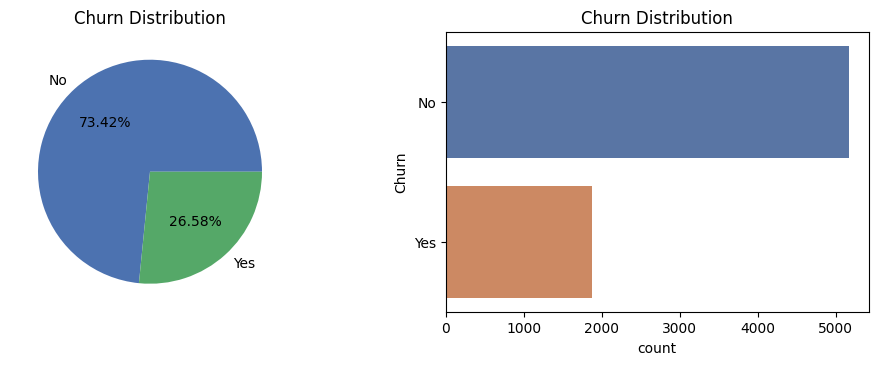 Churn Distribution
No
73.42%
26.58%
Yes
Churn Distribution
Churn
No
Yes
0 1000 2000 3000 4000 5000
count